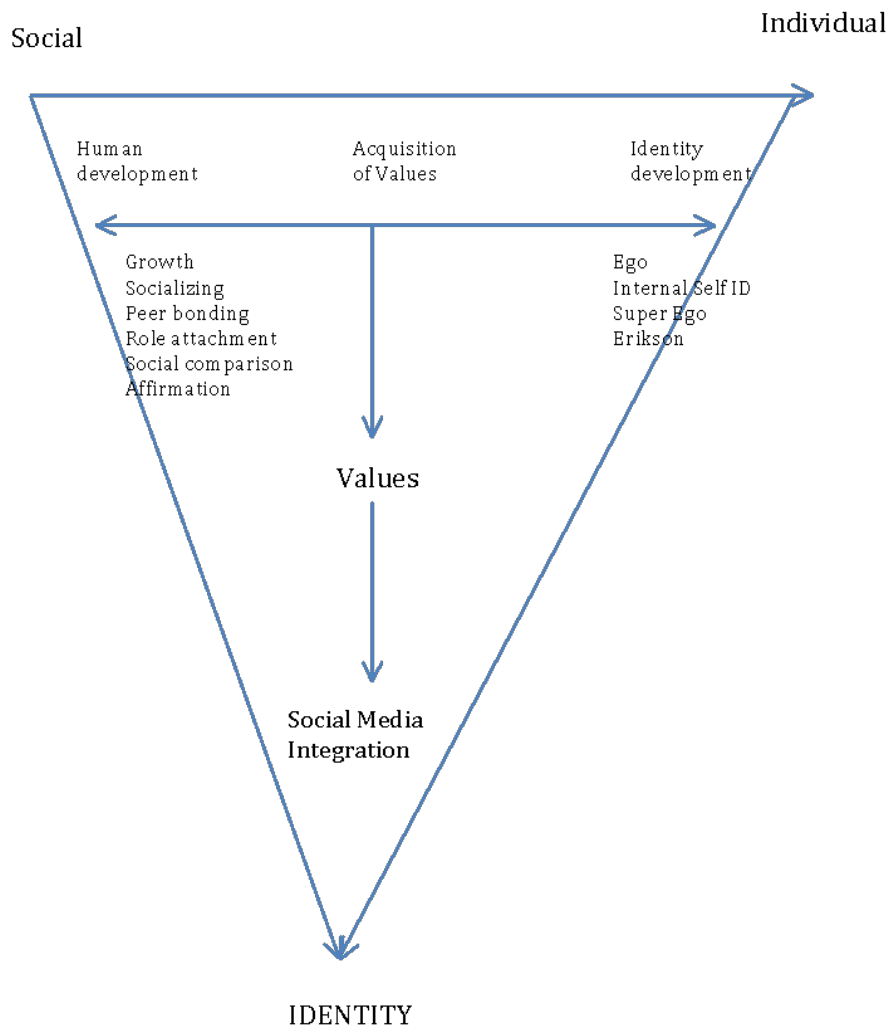 Social
Individual
Human
development
Acquisition
of Values
Identity
development
Growth
Socializing
Peer bonding
Role attachment
Social comparison
Affirmation
Ego
Internal Self ID
Super Ego
Erikson
Values
Social Media
Integration
IDENTITY